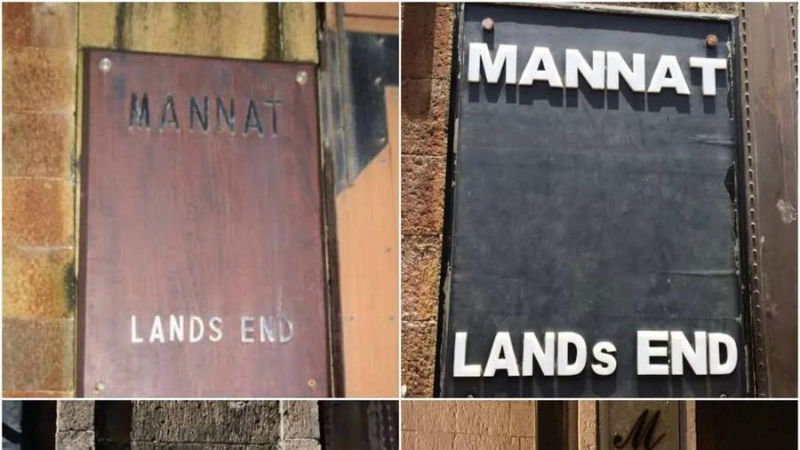 MANNAT
LANDS END
MANNAT
LANDs END
M